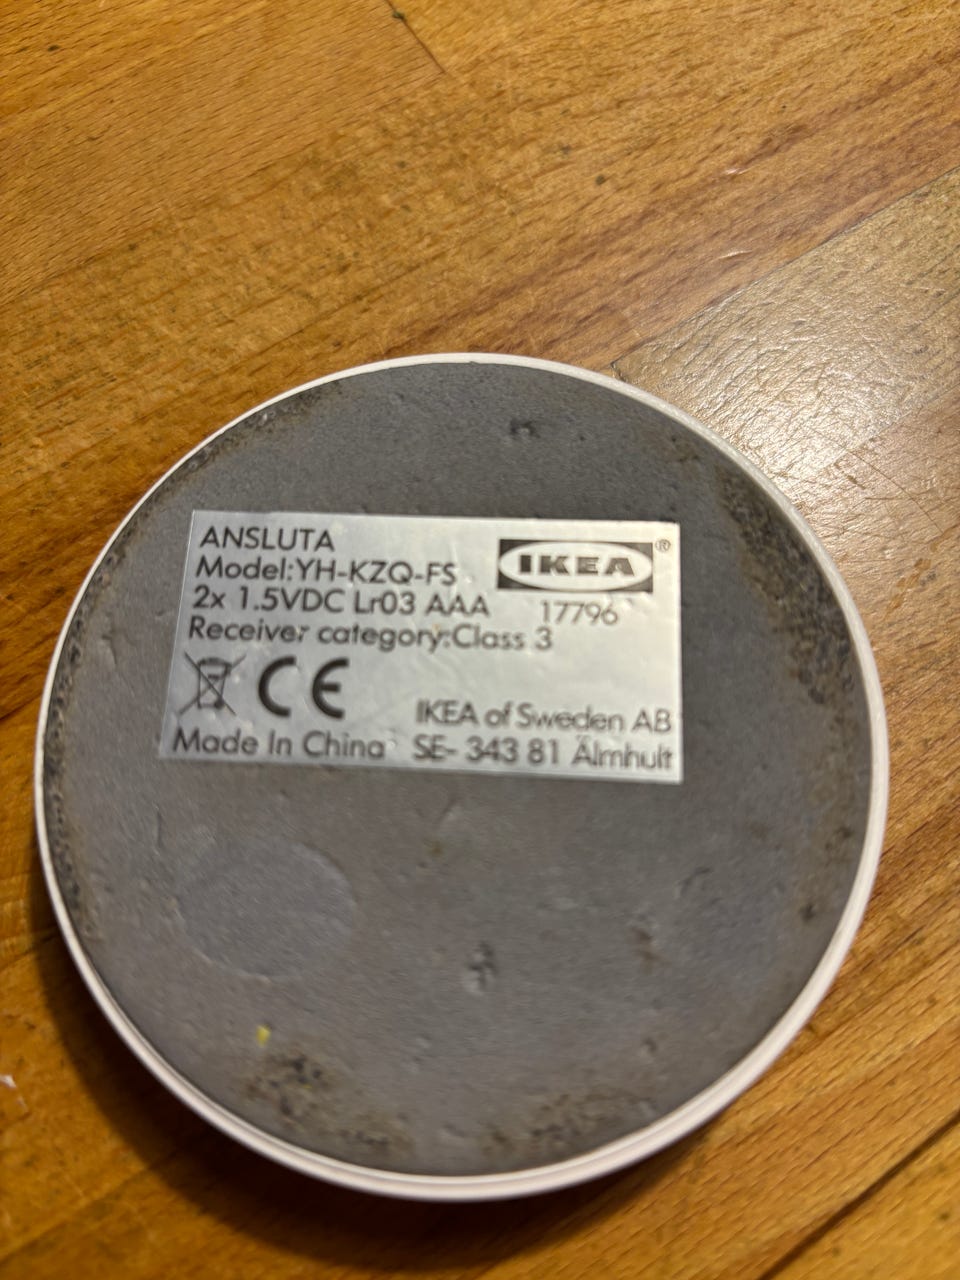 ANSLUTA
Model:YH-KZQ-FS
IKEA®
2x 1.5VDC Lr03 AAA
17796
Receiver category:Class 3
CE
IKEA of Sweden AB
Made In China
SE- 343 81 Älmhult